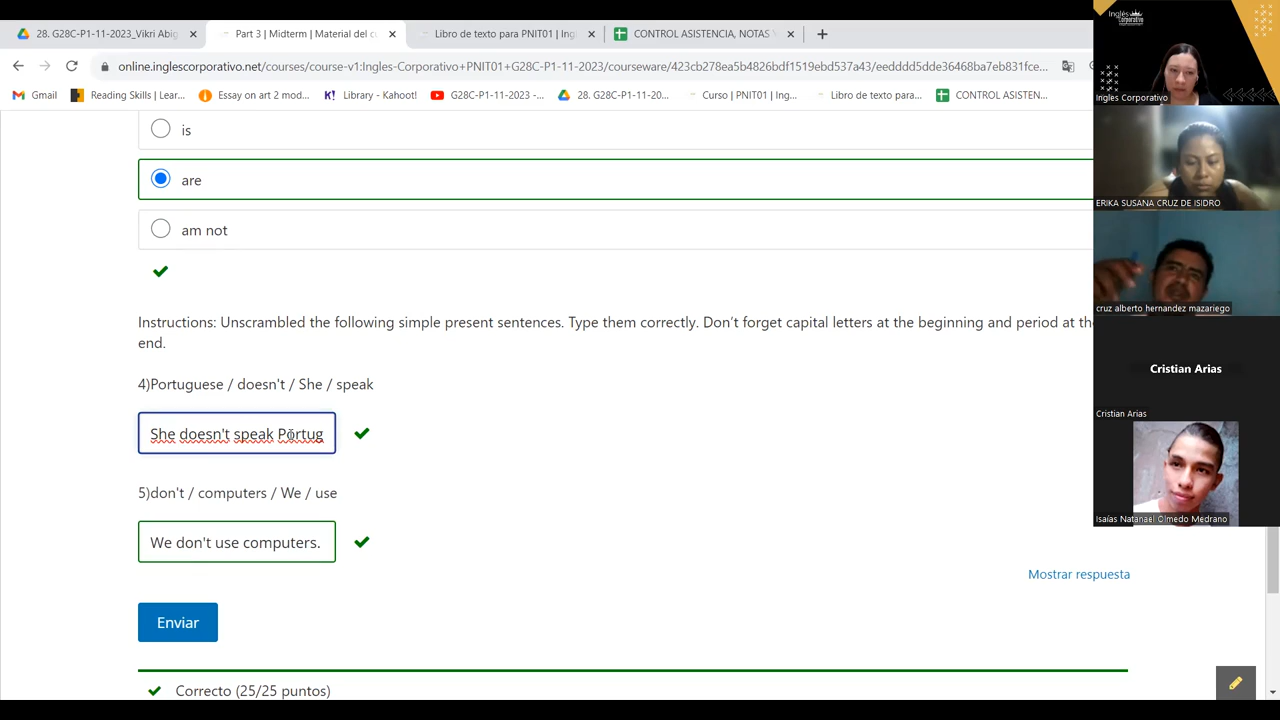 28. G28C-P1-11-2023_Vikri Abig
Part 3 | Midterm | Material del cu
Libro de texto para PNIT01 | Ing
CONTROL ASISTENCIA, NOTAS
online.inglescorporativo.net/courses/course-v1:Ingles-Corporativo+PNIT01+G28C-P1-11-2023/courseware/423cb278ea5b4826bdf1519ebd537a43/eedddd5dde36468ba7eb831fce...
Gmail
Reading Skills | Lear...
Essay on art 2 mod...
K! Library - Kahoot!
G28C-P1-11-2023 -...
28. G28C-P1-11-202...
Curso | PNIT01 | Ing...
Libro de texto para...
CONTROL ASISTEN...
Inglés
Corporativo
Ingles Corporativo
is
are
am not
ERIKA SUSANA CRUZ DE ISIDRO
cruz alberto hernandez mazariego
Instructions: Unscrambled the following simple present sentences. Type them correctly. Don't forget capital letters at the beginning and period at the
end.
4)Portuguese / doesn't / She / speak
She doesn't speak Portug
Cristian Arias
Cristian Arias
5)don't / computers / We / use
We don't use computers.
Isaías Natanael Olmedo Medrano
Mostrar respuesta
Enviar
Correcto (25/25 puntos)